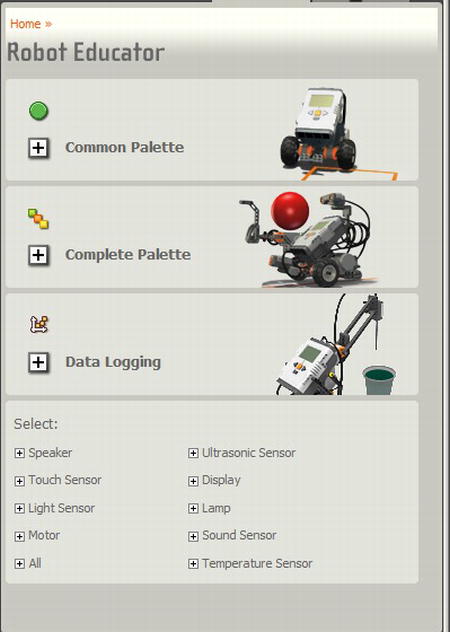 Home »
Robot Educator
Common Palette
Complete Palette
Data Logging
Select:
Speaker
Ultrasonic Sensor
Touch Sensor
Display
Light Sensor
Lamp
Motor
Sound Sensor
All
Temperature Sensor